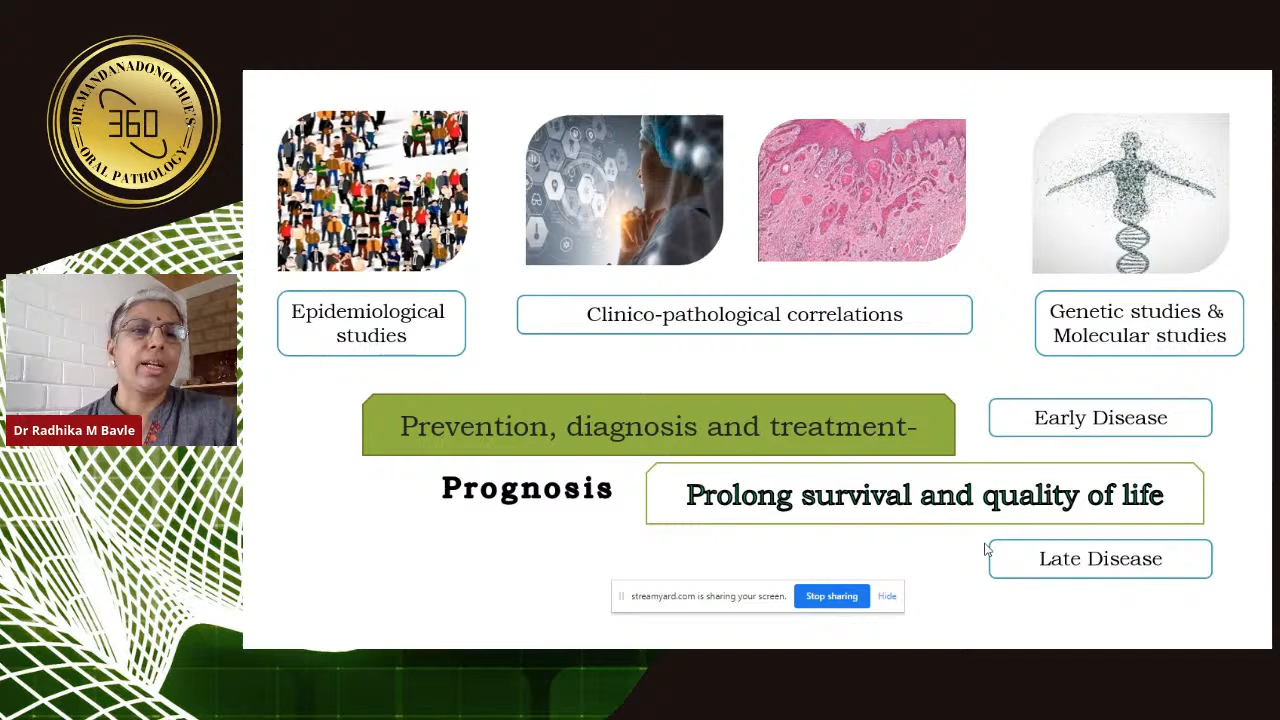 DR.MANDANADONOGHUE'S
360
ORAL PATHOLOGY
Epidemiological
studies
Clinico-pathological correlations
Genetic studies &
Molecular studies
Prevention, diagnosis and treatment-
Early Disease
Dr Radhika M Bavle
Prognosis
Prolong survival and quality of life
Late Disease
streamyard.com is sharing your screen.
Stop sharing
Hide